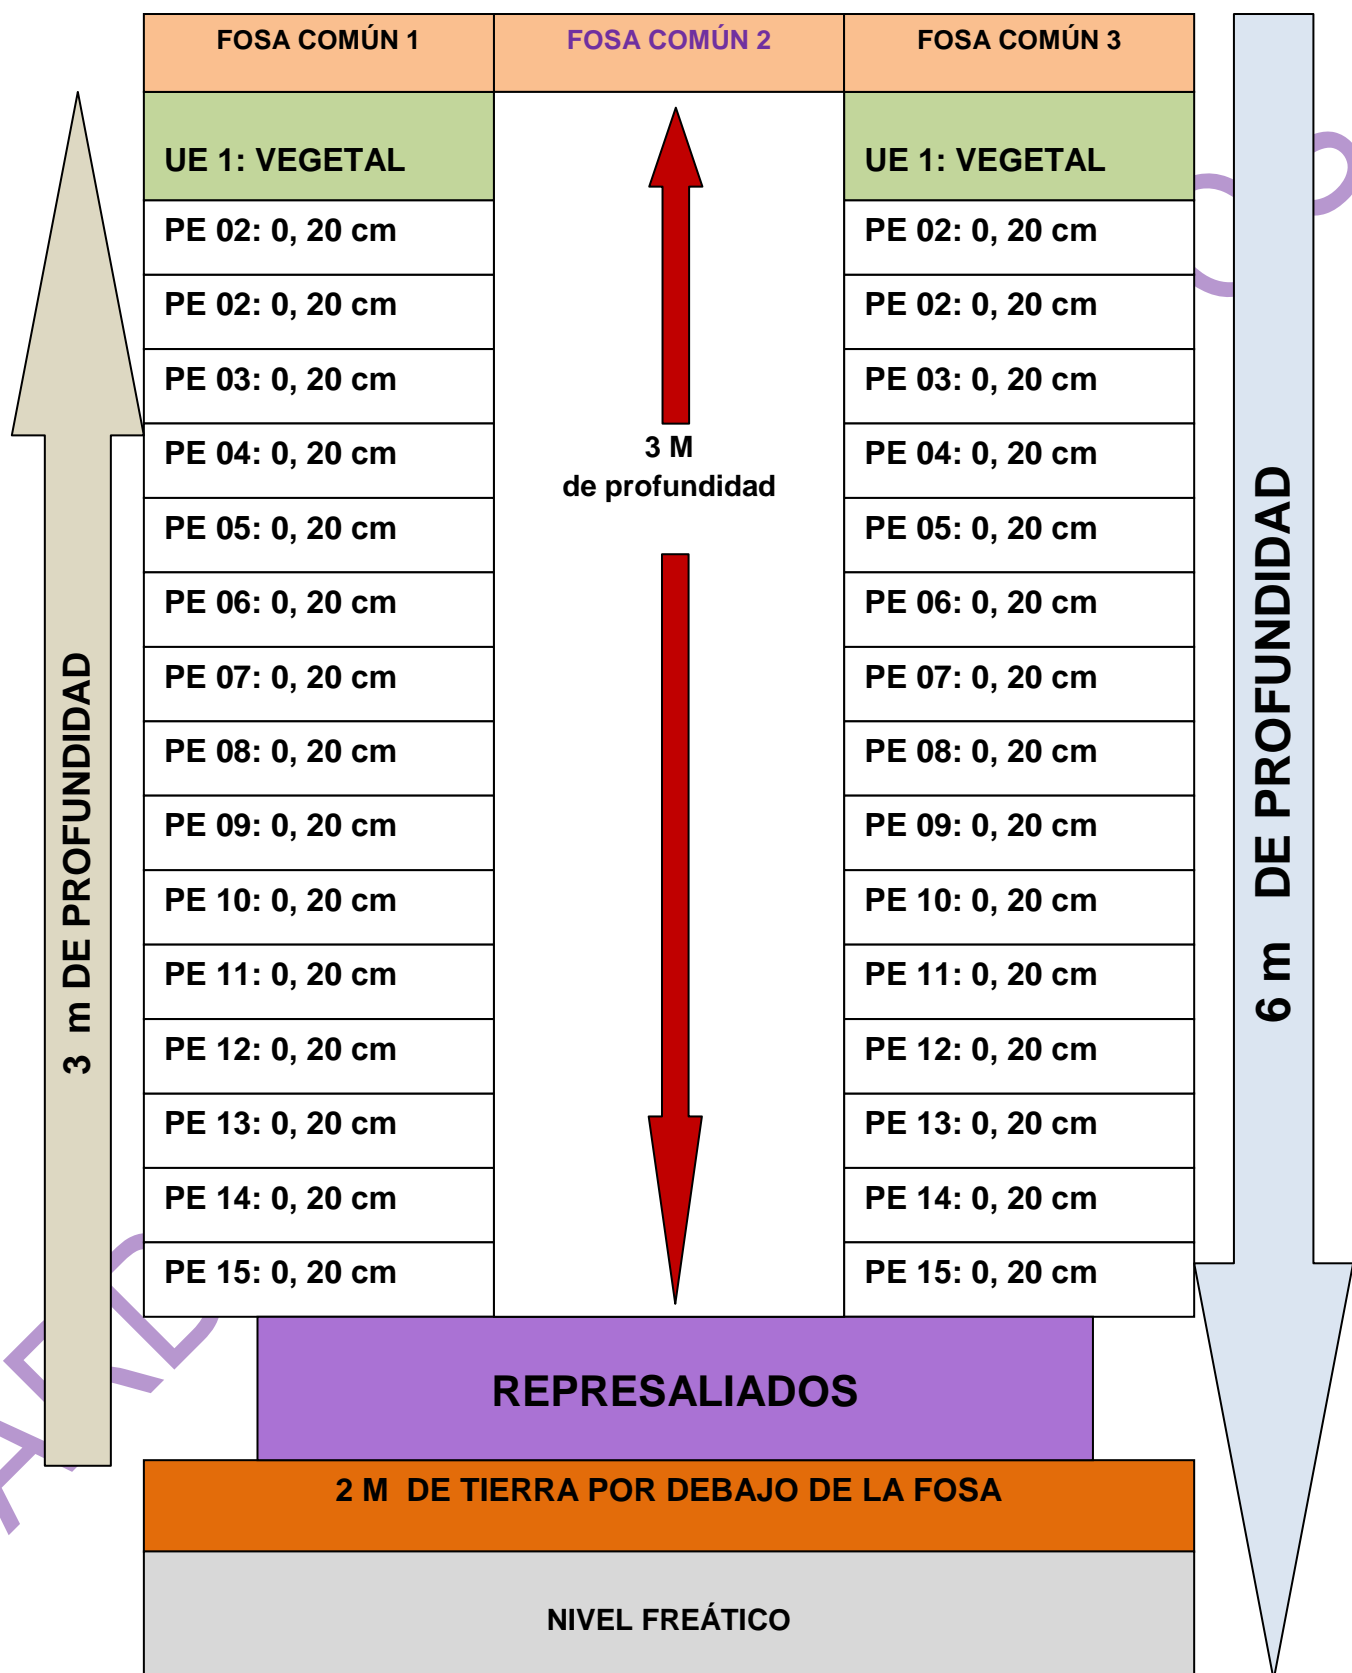 FOSA COMÚN 1 FOSA COMÚN 2 FOSA COMÚN 3
UE 1: VEGETAL UE 1: VEGETAL
PE 02: 0, 20 cm PE 02: 0, 20 cm
PE 02: 0, 20 cm PE 02: 0, 20 cm
PE 03: 0, 20 cm PE 03: 0, 20 cm
PE 04: 0, 20 cm 3 M PE 04: 0, 20 cm
de profundidad
PE 05: 0, 20 cm PE 05: 0, 20 cm
PE 06: 0, 20 cm PE 06: 0, 20 cm
PE 07: 0, 20 cm PE 07: 0, 20 cm
PE 08: 0, 20 cm PE 08: 0, 20 cm
PE 09: 0, 20 cm PE 09: 0, 20 cm
PE 10: 0, 20 cm PE 10: 0, 20 cm
PE 11: 0, 20 cm PE 11: 0, 20 cm
PE 12: 0, 20 cm PE 12: 0, 20 cm
PE 13: 0, 20 cm PE 13: 0, 20 cm
PE 14: 0, 20 cm PE 14: 0, 20 cm
PE 15: 0, 20 cm PE 15: 0, 20 cm
3 m DE PROFUNDIDAD
6 m DE PROFUNDIDAD
REPRESALIADOS
2 M DE TIERRA POR DEBAJO DE LA FOSA
NIVEL FREÁTICO